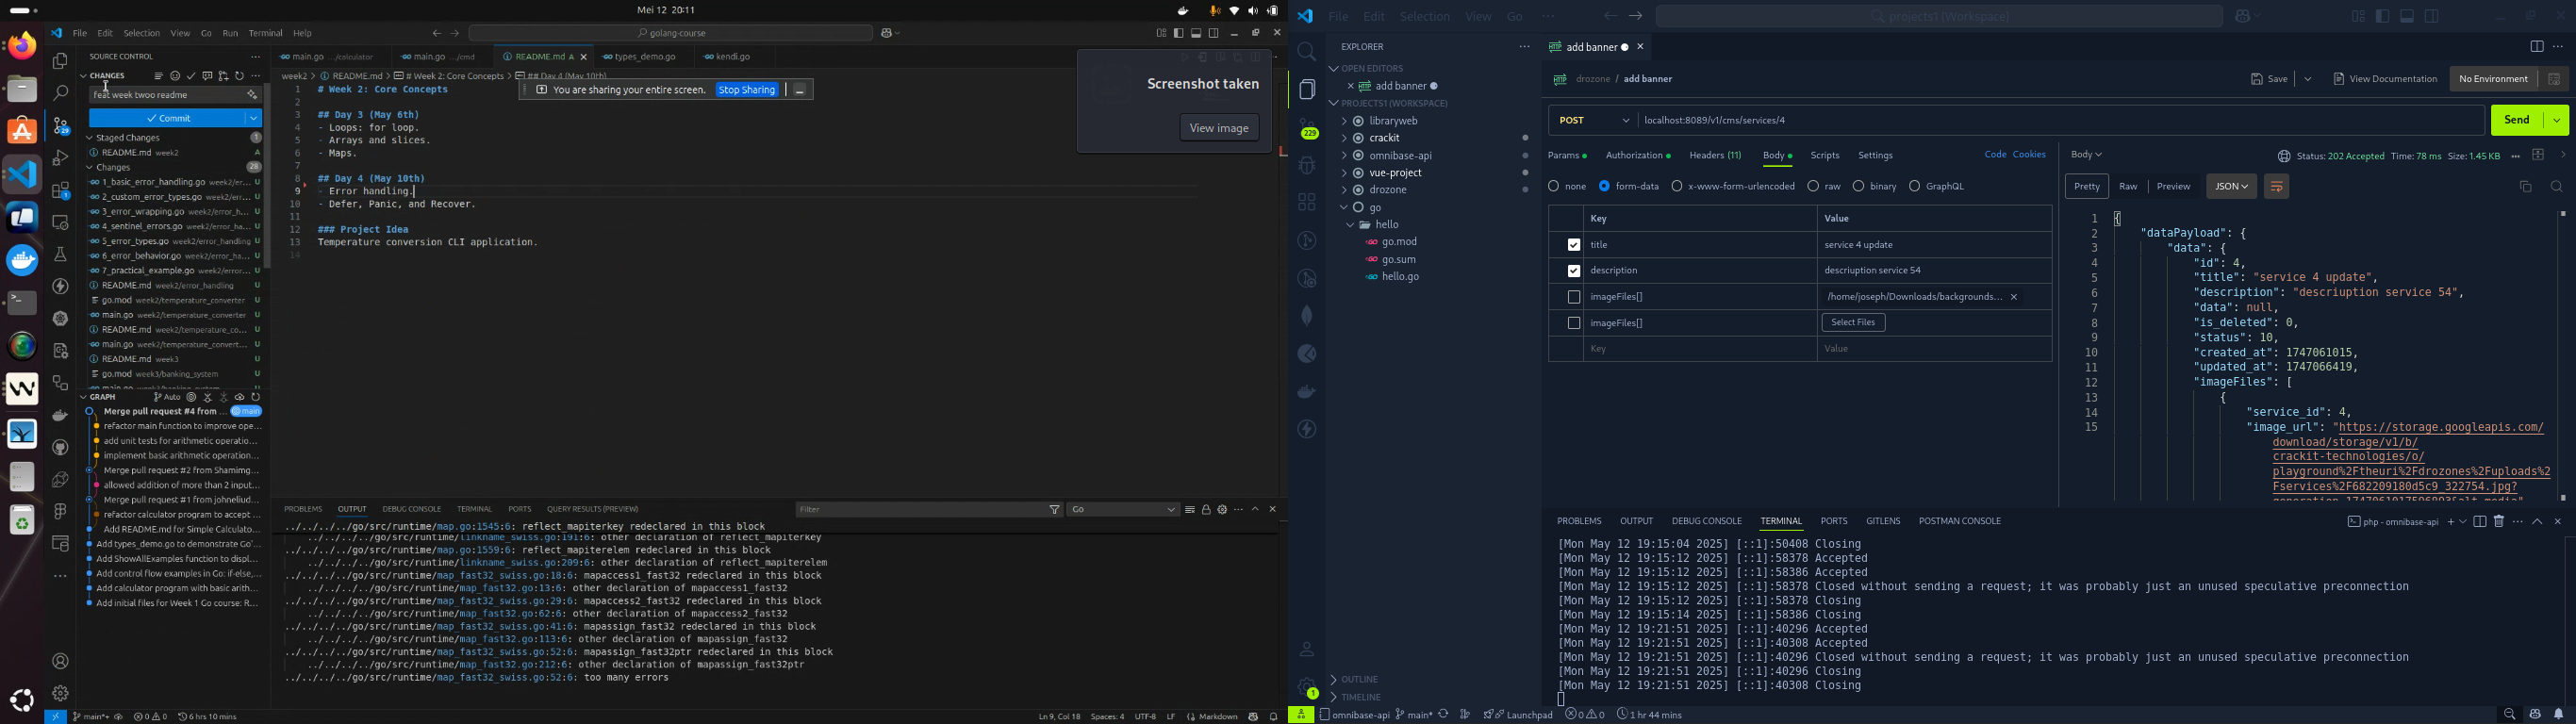 Mei 12 20:11
File Edit Selection View Go Run Terminal Help
golang-course
SOURCE CONTROL
CHANGES
feat week twoo readme
Commit
Staged Changes 1
README.md week2 A
Changes 28
1_basic_error_handling.go week2/er... U
2_custom_error_types.go week2/err... U
3_error_wrapping.go week2/error_h... U
4_sentinel_errors.go week2/error_ha... U
5_error_types.go week2/error_handling U
6_error_behavior.go week2/error_ha... U
7_practical_example.go week2/error... U
README.md week2/error_handling U
go.mod week2/temperature_converter U
main.go week2/temperature_converter U
README.md week2/temperature_co... U
main.go week2/temperature_convert... U
README.md week3 U
go.mod week3/banking_system U
GRAPH Auto
Merge pull request #4 from ... main
refactor main function to improve ope...
add unit tests for arithmetic operatio...
implement basic arithmetic operation...
Merge pull request #2 from Shamimg...
allowed addition of more than 2 input...
Merge pull request #1 from johneliud...
refactor calculator program to accept ...
Add README.md for Simple Calculato...
Add types_demo.go to demonstrate Go'...
Add ShowAllExamples function to displ...
Add control flow examples in Go: if-else,...
Add calculator program with basic arith...
Add initial files for Week 1 Go course: R...
main.go .../calculator main.go .../cmd README.md A types_demo.go kendi.go
week2 > README.md > # Week 2: Core Concepts > ## Day 4 (May 10th)
You are sharing your entire screen. Stop Sharing
Screenshot taken
View image
1 # Week 2: Core Concepts
2
3 ## Day 3 (May 6th)
4 - Loops: for loop.
5 - Arrays and slices.
6 - Maps.
7
8 ## Day 4 (May 10th)
9 - Error handling.
10 - Defer, Panic, and Recover.
11
12 ### Project Idea
13 Temperature conversion CLI application.
14
PROBLEMS OUTPUT DEBUG CONSOLE TERMINAL PORTS QUERY RESULTS (PREVIEW) Filter Go
../../../../go/src/runtime/map.go:1545:6: reflect_mapiterkey redeclared in this block
../../../../go/src/runtime/linkname_swiss.go:191:6: other declaration of reflect_mapiterkey
../../../../go/src/runtime/map.go:1559:6: reflect_mapiterelem redeclared in this block
../../../../go/src/runtime/linkname_swiss.go:209:6: other declaration of reflect_mapiterelem
../../../../go/src/runtime/map_fast32_swiss.go:18:6: mapaccess1_fast32 redeclared in this block
../../../../go/src/runtime/map_fast32.go:13:6: other declaration of mapaccess1_fast32
../../../../go/src/runtime/map_fast32_swiss.go:29:6: mapaccess2_fast32 redeclared in this block
../../../../go/src/runtime/map_fast32.go:62:6: other declaration of mapaccess2_fast32
../../../../go/src/runtime/map_fast32_swiss.go:41:6: mapassign_fast32 redeclared in this block
../../../../go/src/runtime/map_fast32.go:113:6: other declaration of mapassign_fast32
../../../../go/src/runtime/map_fast32_swiss.go:52:6: mapassign_fast32ptr redeclared in this block
../../../../go/src/runtime/map_fast32.go:212:6: other declaration of mapassign_fast32ptr
../../../../go/src/runtime/map_fast32_swiss.go:52:6: too many errors
main*+ 0 0 6 hrs 10 mins Ln 9, Col 18 Spaces: 4 UTF-8 LF Markdown
File Edit Selection View Go ...
projects1 (Workspace)
EXPLORER
OPEN EDITORS
add banner
PROJECTS1 (WORKSPACE)
libraryweb
crackit
omnibase-api
vue-project
drozone
go
hello
go.mod
go.sum
hello.go
OUTLINE
TIMELINE
229
add banner
drozone / add banner Save View Documentation No Environment
POST localhost:8089/v1/cms/services/4 Send
Params Authorization Headers (11) Body Scripts Settings Code Cookies
none form-data x-www-form-urlencoded raw binary GraphQL
Key Value
title service 4 update
description descriuption service 54
imageFiles[] /home/joseph/Downloads/backgrounds...
imageFiles[] Select Files
Key Value
Body Status: 202 Accepted Time: 78 ms Size: 1.45 KB
Pretty Raw Preview JSON
1 {
2 "dataPayload": {
3 "data": {
4 "id": 4,
5 "title": "service 4 update",
6 "description": "descriuption service 54",
7 "data": null,
8 "is_deleted": 0,
9 "status": 10,
10 "created_at": 1747061015,
11 "updated_at": 1747066419,
12 "imageFiles": [
13 {
14 "service_id": 4,
15 "image_url": "https://storage.googleapis.com/
download/storage/v1/b/
crackit-technologies/o/
playground%2Ftheuri%2Fdrozones%2Fuploads%2
Fservices%2F682209180d5c9_322754.jpg?
PROBLEMS OUTPUT DEBUG CONSOLE TERMINAL PORTS GITLENS POSTMAN CONSOLE php - omnibase-api
[Mon May 12 19:15:04 2025] [::1]:50408 Closing
[Mon May 12 19:15:12 2025] [::1]:58378 Accepted
[Mon May 12 19:15:12 2025] [::1]:58386 Accepted
[Mon May 12 19:15:12 2025] [::1]:58378 Closed without sending a request; it was probably just an unused speculative preconnection
[Mon May 12 19:15:12 2025] [::1]:58378 Closing
[Mon May 12 19:15:14 2025] [::1]:58386 Closing
[Mon May 12 19:21:51 2025] [::1]:40296 Accepted
[Mon May 12 19:21:51 2025] [::1]:40308 Accepted
[Mon May 12 19:21:51 2025] [::1]:40296 Closed without sending a request; it was probably just an unused speculative preconnection
[Mon May 12 19:21:51 2025] [::1]:40296 Closing
[Mon May 12 19:21:51 2025] [::1]:40308 Closing
omnibase-api main* Launchpad 0 0 1 hr 44 mins